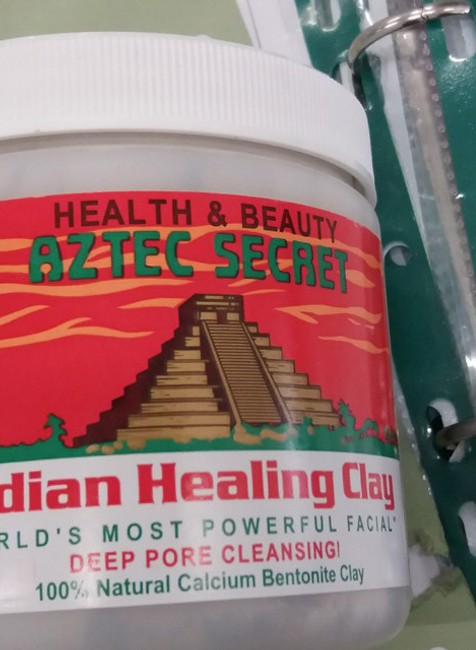 HEALTH & BEAUTY
AZTEC SECRET
dian Healing Clay
RLD'S MOST POWERFUL FACIAL"
DEEP PORE CLEANSING!
100% Natural Calcium Bentonite Clay